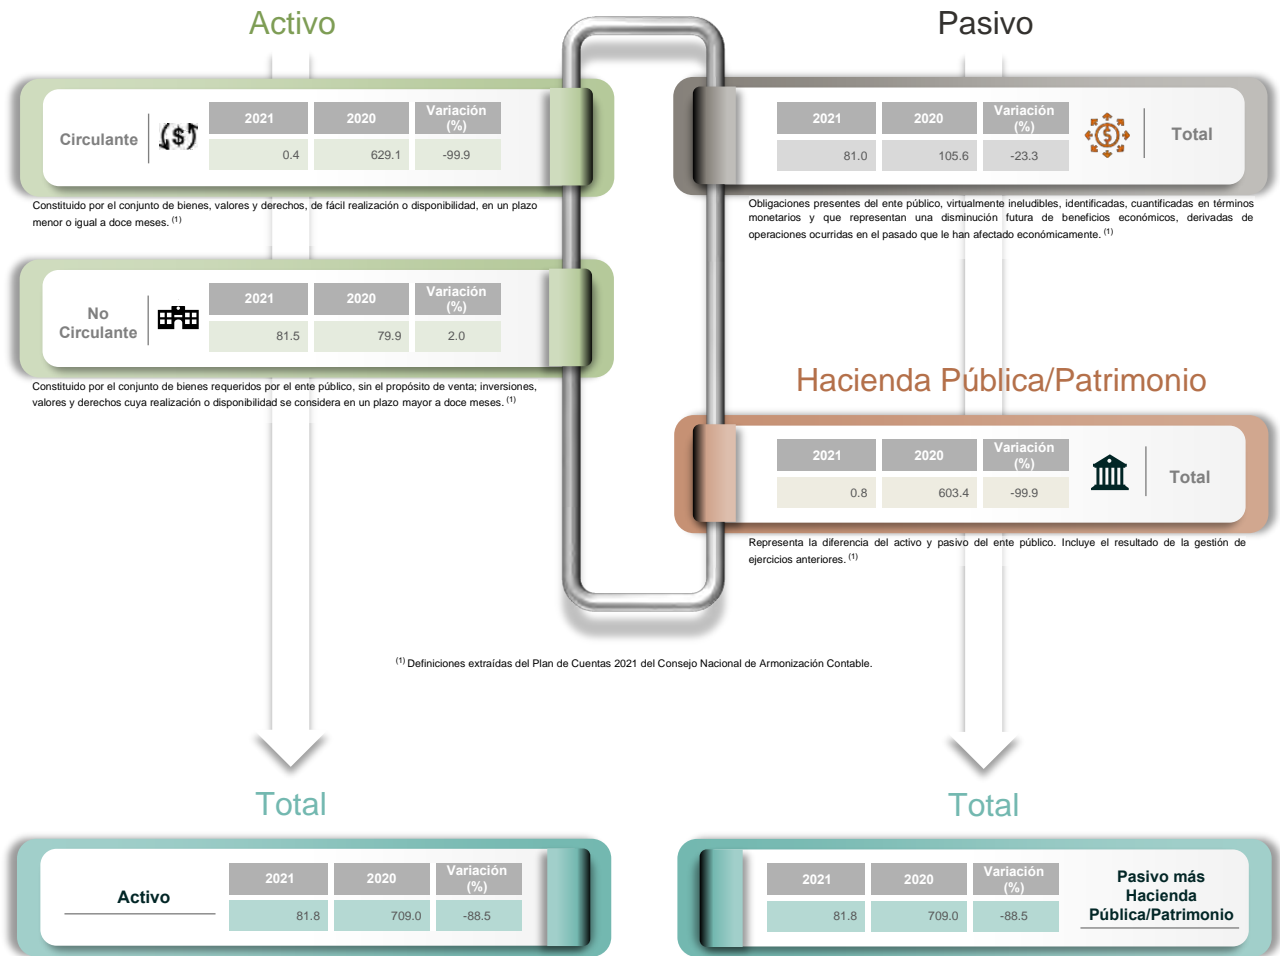 Activo
Circulante
2021 2020 Variación (%)
0.4 629.1 -99.9
Constituido por el conjunto de bienes, valores y derechos, de fácil realización o disponibilidad, en un plazo
menor o igual a doce meses. (1)
No
Circulante
2021 2020 Variación (%)
81.5 79.9 2.0
Constituido por el conjunto de bienes requeridos por el ente público, sin el propósito de venta; inversiones,
valores y derechos cuya realización o disponibilidad se considera en un plazo mayor a doce meses. (1)
Pasivo
2021 2020 Variación (%)
81.0 105.6 -23.3
Total
Obligaciones presentes del ente público, virtualmente ineludibles, identificadas, cuantificadas en términos
monetarios y que representan una disminución futura de beneficios económicos, derivadas de
operaciones ocurridas en el pasado que le han afectado económicamente. (1)
Hacienda Pública/Patrimonio
2021 2020 Variación (%)
0.8 603.4 -99.9
Total
Representa la diferencia del activo y pasivo del ente público. Incluye el resultado de la gestión de
ejercicios anteriores. (1)
(1) Definiciones extraídas del Plan de Cuentas 2021 del Consejo Nacional de Armonización Contable.
Total
Activo
2021 2020 Variación (%)
81.8 709.0 -88.5
Total
2021 2020 Variación (%)
81.8 709.0 -88.5
Pasivo más
Hacienda
Pública/Patrimonio